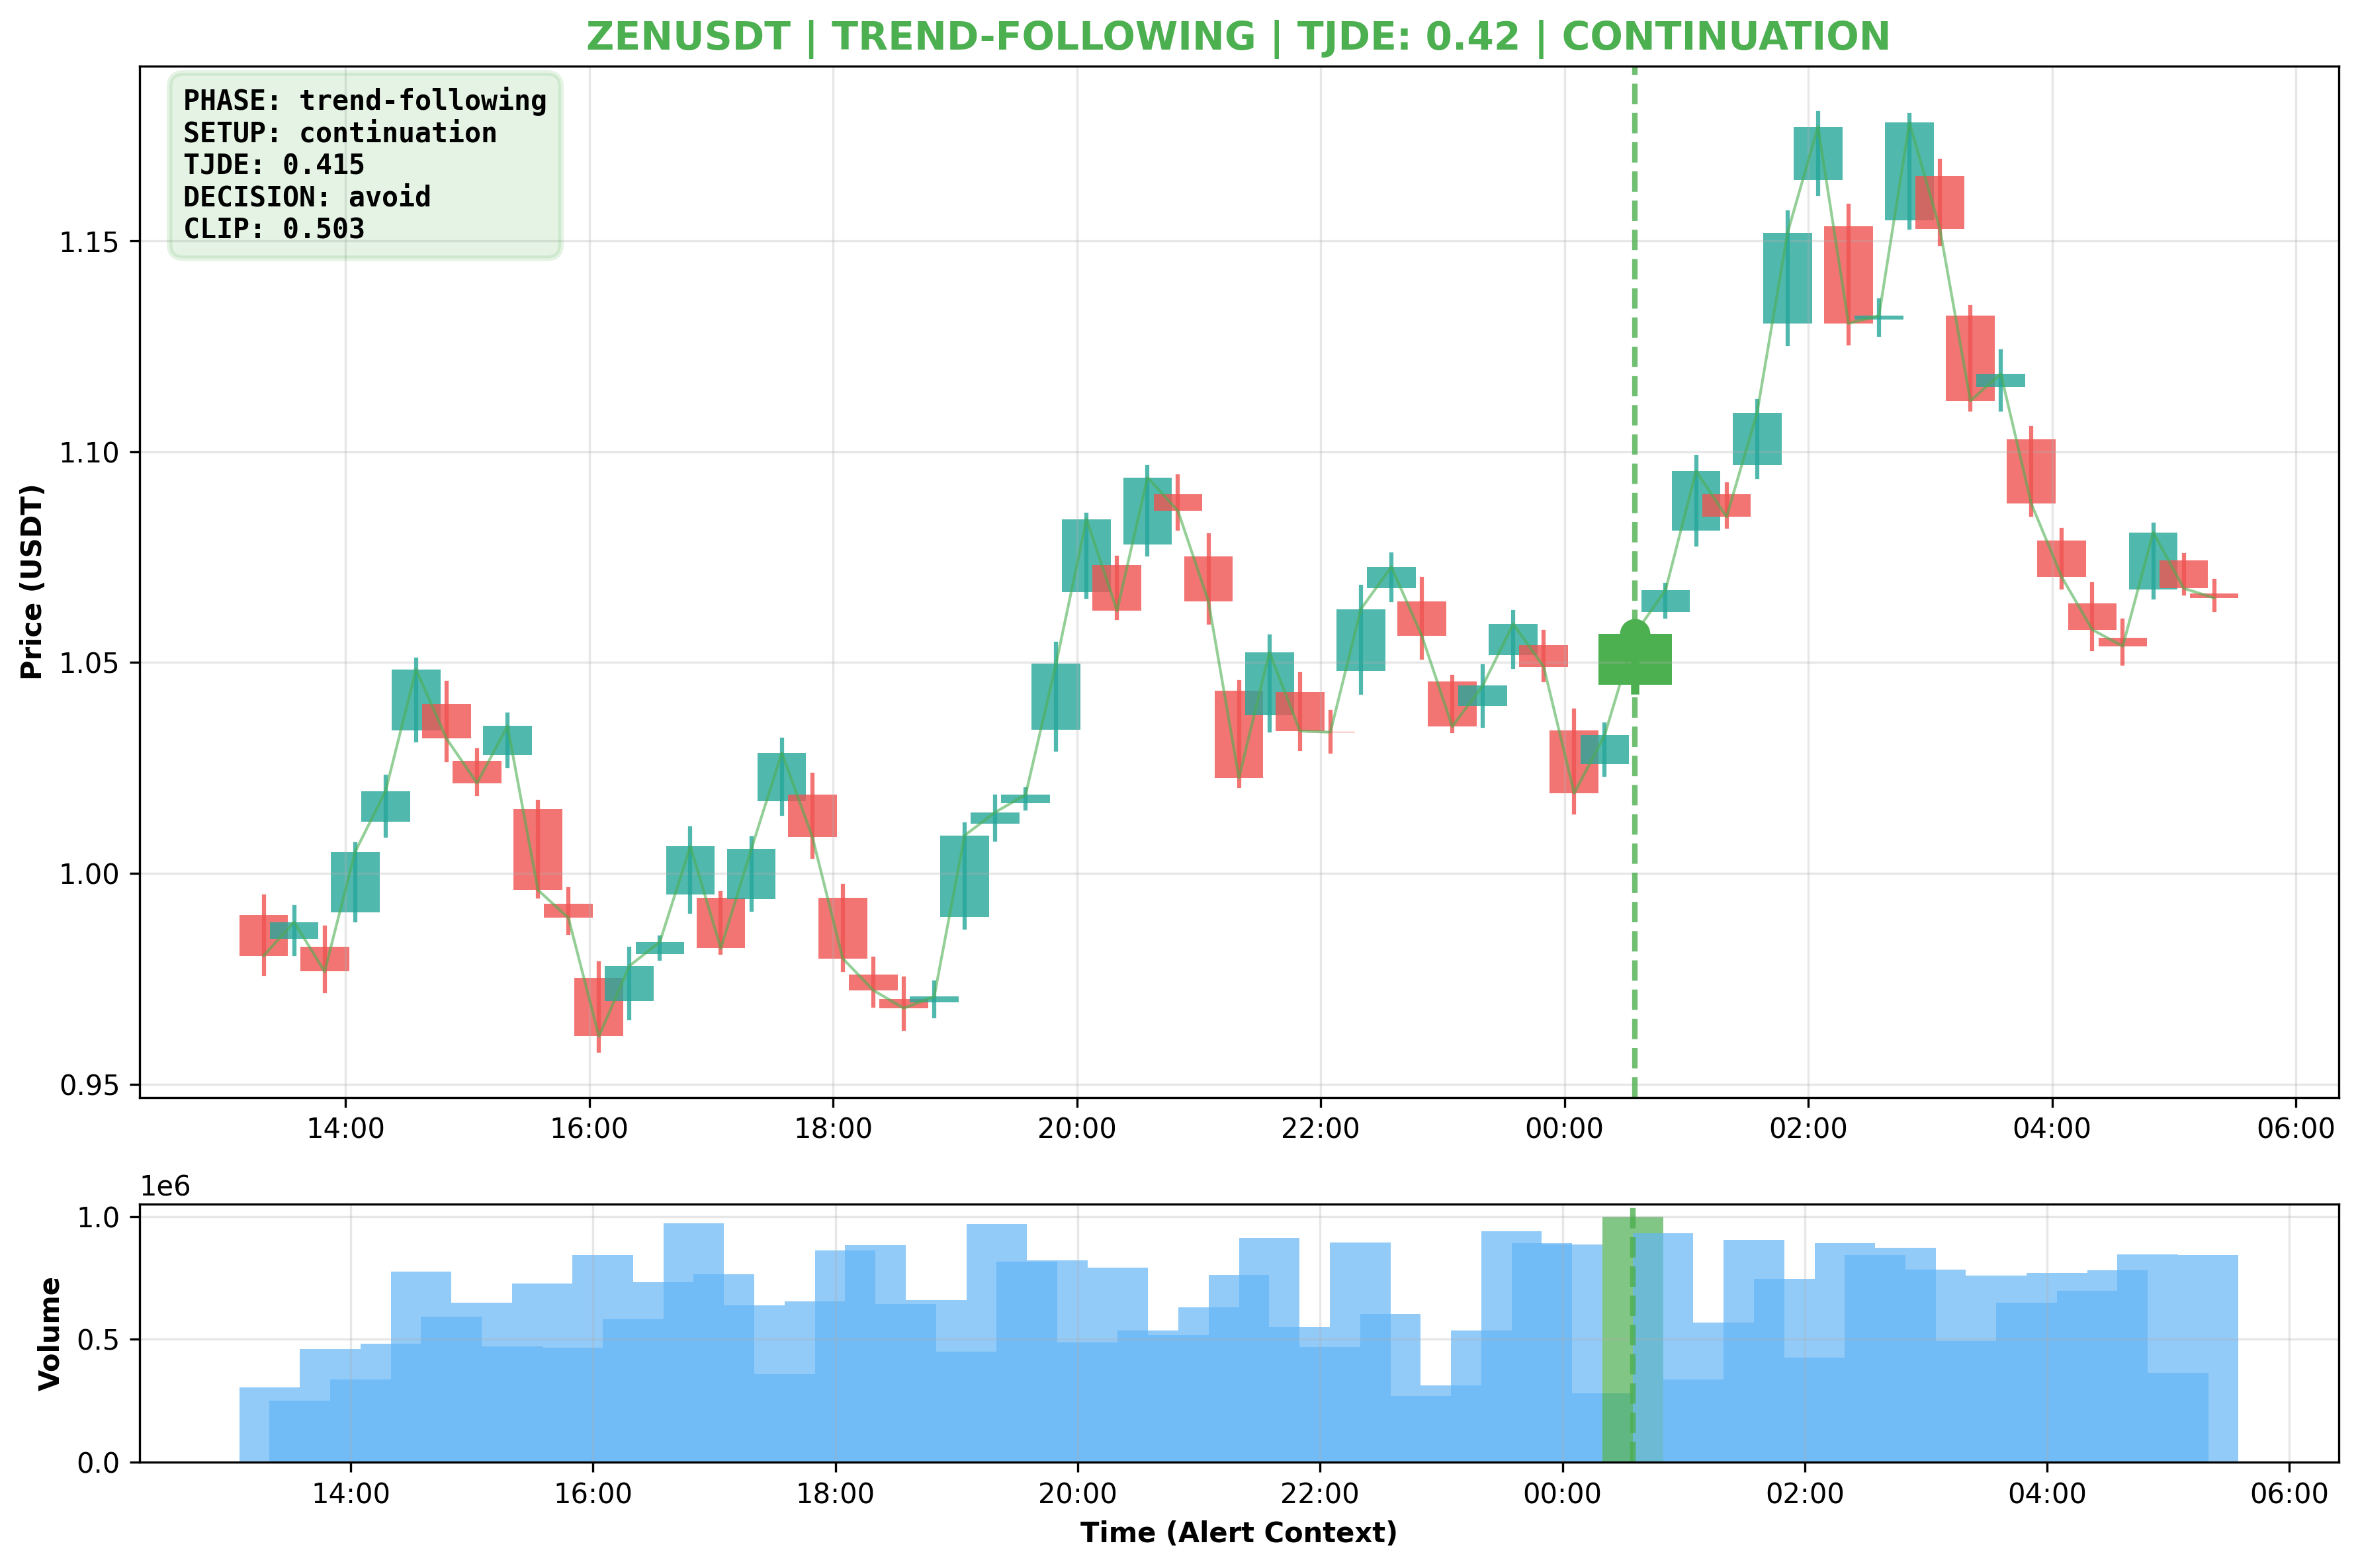 ZENUSDT | TREND-FOLLOWING | TJDE: 0.42 | CONTINUATION
PHASE: trend-following
SETUP: continuation
TJDE: 0.415
DECISION: avoid
CLIP: 0.503
Price (USDT)
1.15
1.10
1.05
1.00
0.95
14:00 16:00 18:00 20:00 22:00 00:00 02:00 04:00 06:00
1e6
Volume
1.0
0.5
0.0
14:00 16:00 18:00 20:00 22:00 00:00 02:00 04:00 06:00
Time (Alert Context)